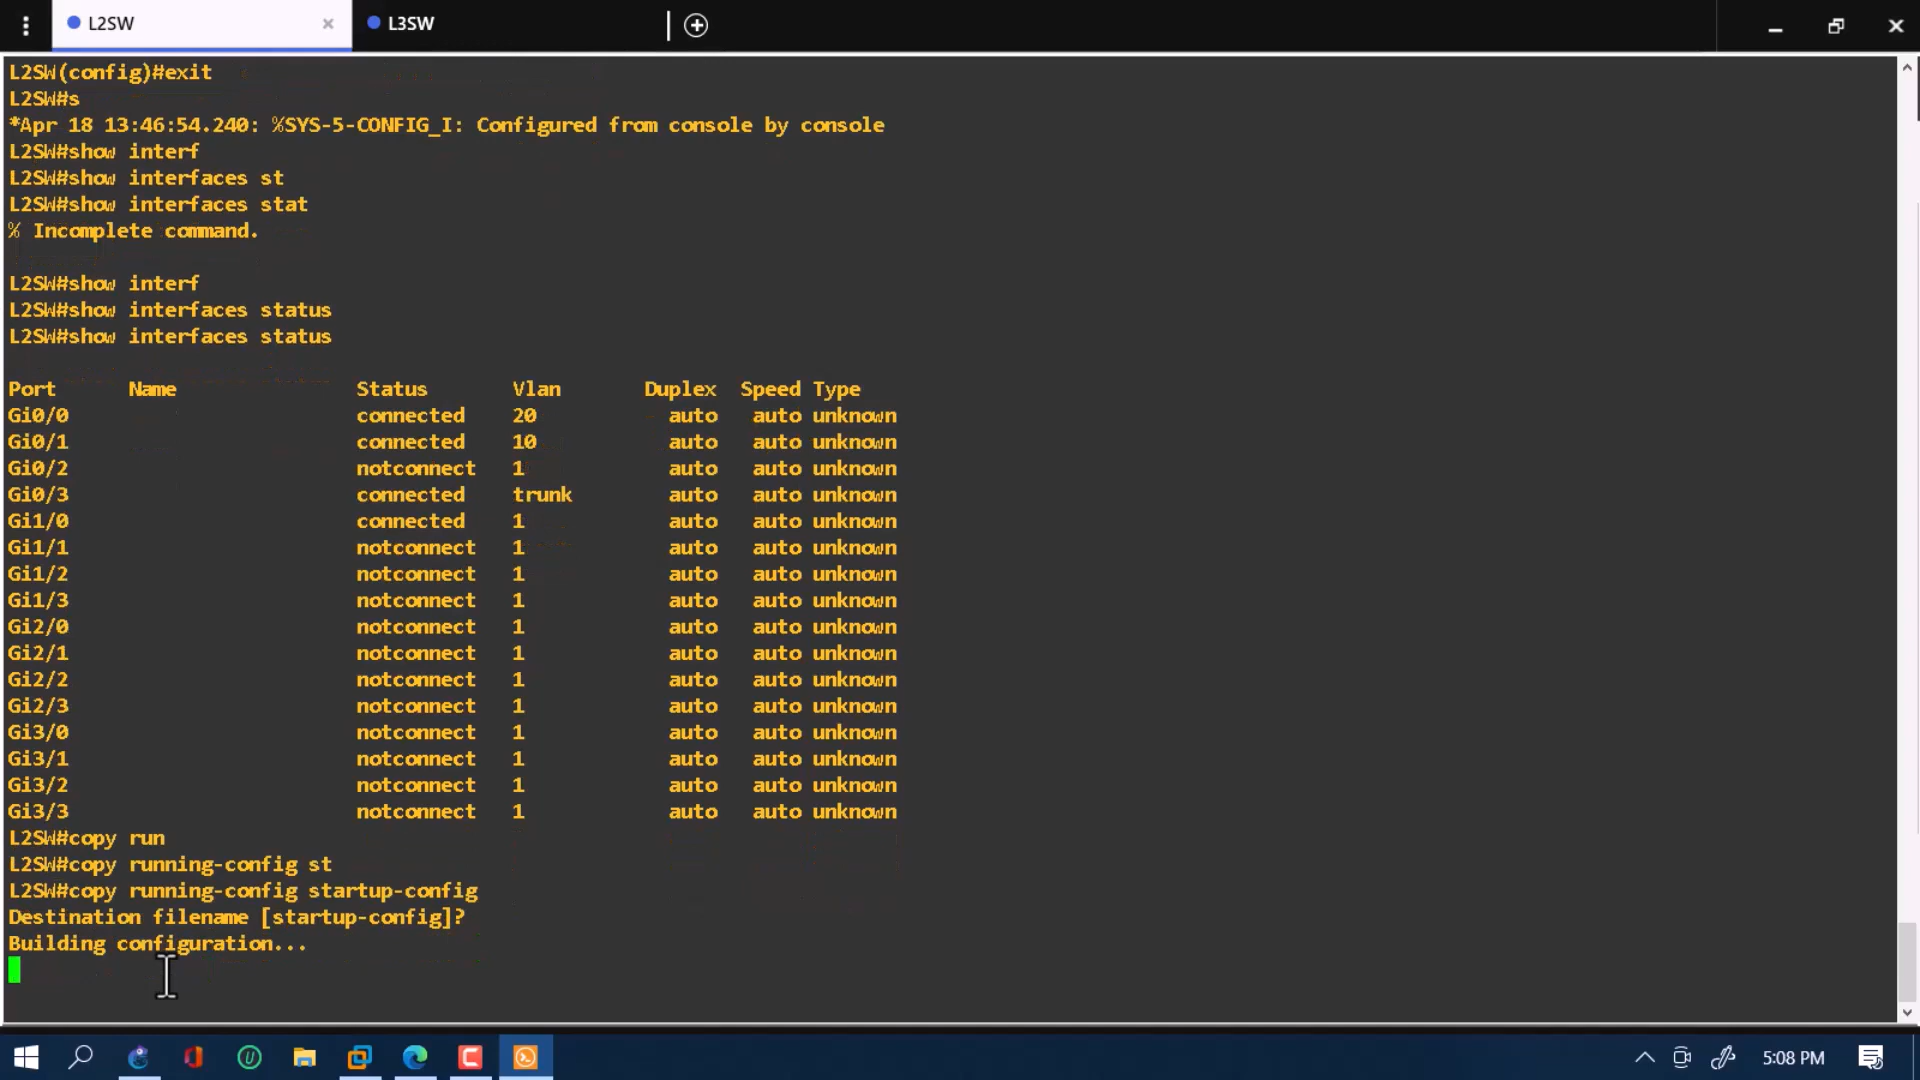 L2SW
L3SW
L2SW(config)#exit
L2SW#s
*Apr 18 13:46:54.240: %SYS-5-CONFIG_I: Configured from console by console
L2SW#show interf
L2SW#show interfaces st
L2SW#show interfaces stat
% Incomplete command.
L2SW#show interf
L2SW#show interfaces status
L2SW#show interfaces status
Port Name Status Vlan Duplex Speed Type
Gi0/0 connected 20 auto auto unknown
Gi0/1 connected 10 auto auto unknown
Gi0/2 notconnect 1 auto auto unknown
Gi0/3 connected trunk auto auto unknown
Gi1/0 connected 1 auto auto unknown
Gi1/1 notconnect 1 auto auto unknown
Gi1/2 notconnect 1 auto auto unknown
Gi1/3 notconnect 1 auto auto unknown
Gi2/0 notconnect 1 auto auto unknown
Gi2/1 notconnect 1 auto auto unknown
Gi2/2 notconnect 1 auto auto unknown
Gi2/3 notconnect 1 auto auto unknown
Gi3/0 notconnect 1 auto auto unknown
Gi3/1 notconnect 1 auto auto unknown
Gi3/2 notconnect 1 auto auto unknown
Gi3/3 notconnect 1 auto auto unknown
L2SW#copy run
L2SW#copy running-config st
L2SW#copy running-config startup-config
Destination filename [startup-config]?
Building configuration...
5:08 PM